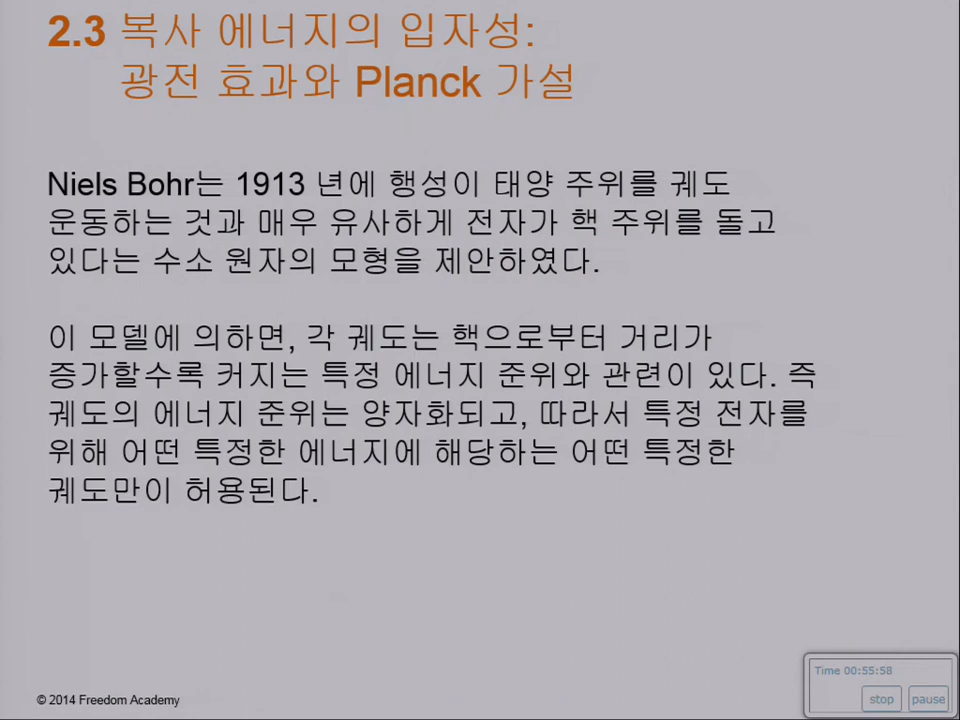 2.3 복사 에너지의 입자성:
광전 효과와 Planck 가설
Niels Bohr는 1913 년에 행성이 태양 주위를 궤도
운동하는 것과 매우 유사하게 전자가 핵 주위를 돌고
있다는 수소 원자의 모형을 제안하였다.
이 모델에 의하면, 각 궤도는 핵으로부터 거리가
증가할수록 커지는 특정 에너지 준위와 관련이 있다. 즉
궤도의 에너지 준위는 양자화되고, 따라서 특정 전자를
위해 어떤 특정한 에너지에 해당하는 어떤 특정한
궤도만이 허용된다.
Time 00:55:58
stop pause
© 2014 Freedom Academy